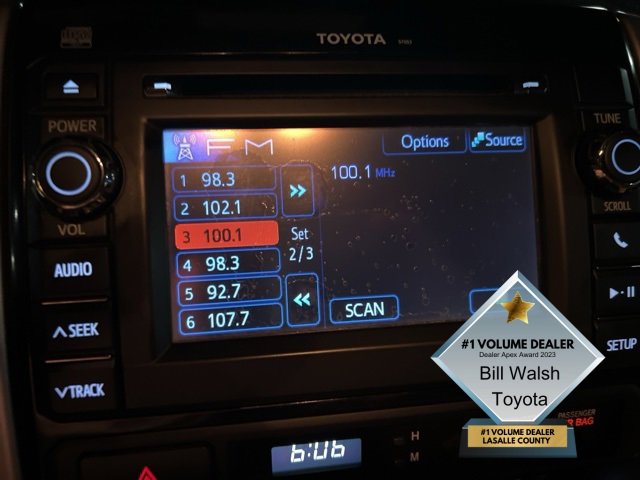 TOYOTA
POWER
VOL
AUDIO
∧ SEEK
∨ TRACK
FM
Options
Source
1 98.3
2 102.1
3 100.1
4 98.3
5 92.7
6 107.7
»
Set
2/3
«
100.1 MHz
SCAN
TUNE
SCROLL
SETUP
6:06
H
M
PASSENGER
BAG
#1 VOLUME DEALER
Dealer Apex Award 2023
Bill Walsh
Toyota
#1 VOLUME DEALER
LASALLE COUNTY